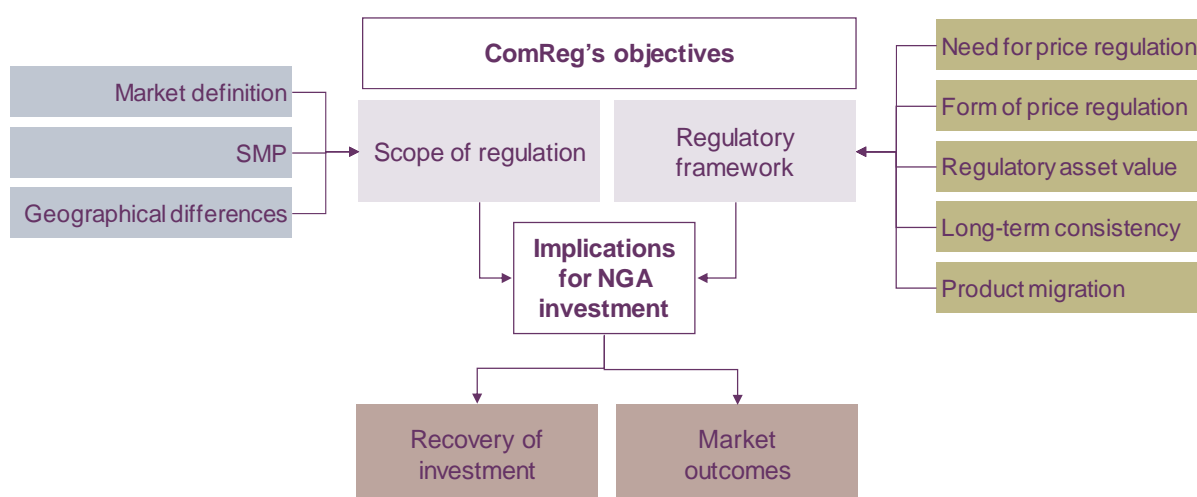 ComReg's objectives
Market definition
SMP
Geographical differences
Scope of regulation
Regulatory
framework
Need for price regulation
Form of price regulation
Regulatory asset value
Long-term consistency
Product migration
Implications
for NGA
investment
Recovery of
investment
Market
outcomes